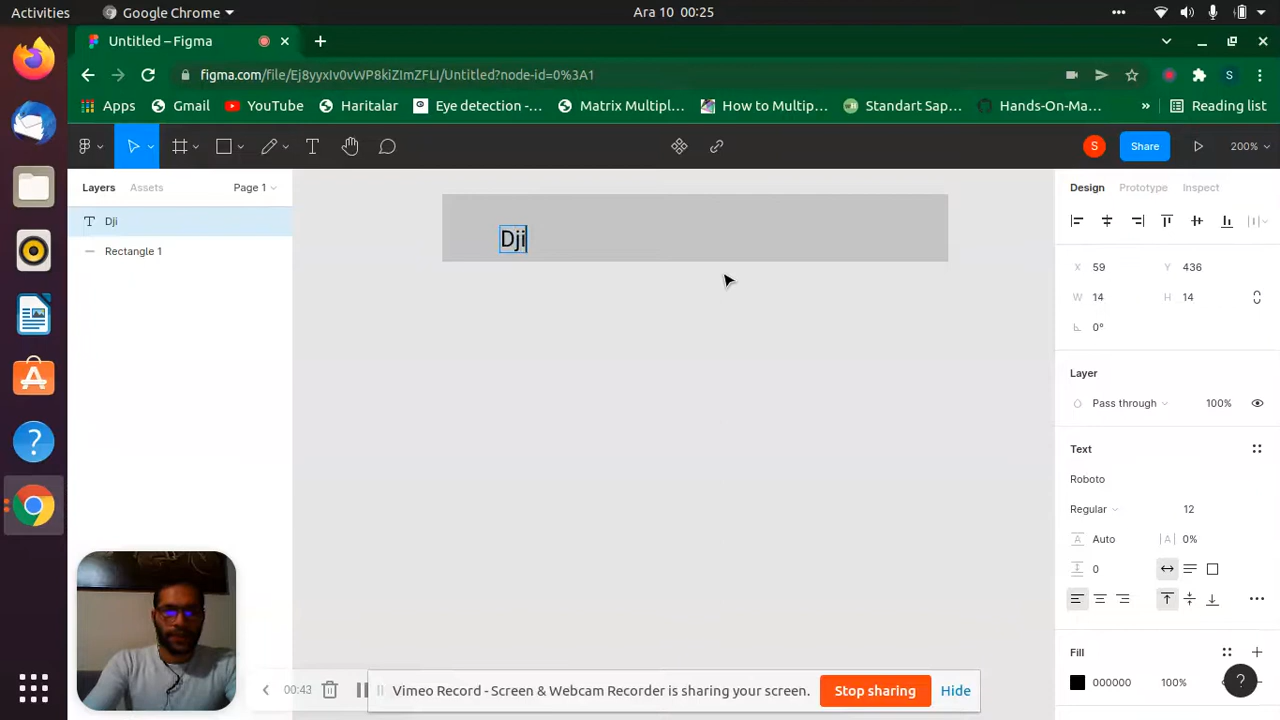 Activities
Google Chrome
Ara 10 00:25
Untitled – Figma
figma.com/file/Ej8yyxIv0vWP8kiZImZFLI/Untitled?node-id=0%3A1
S
Apps
Gmail
YouTube
Haritalar
Eye detection -...
Matrix Multipl...
How to Multip...
Standart Sap...
Hands-On-Ma...
»
Reading list
T
S
Share
200%
Layers
Assets
Page 1
Design
Prototype
Inspect
T Dji
Rectangle 1
Dji
X 59
Y 436
W 14
H 14
0°
Layer
Pass through
100%
Text
Roboto
Regular
12
Auto
|A| 0%
0
Fill
000000
100%
?
00:43
Vimeo Record - Screen & Webcam Recorder is sharing your screen.
Stop sharing
Hide